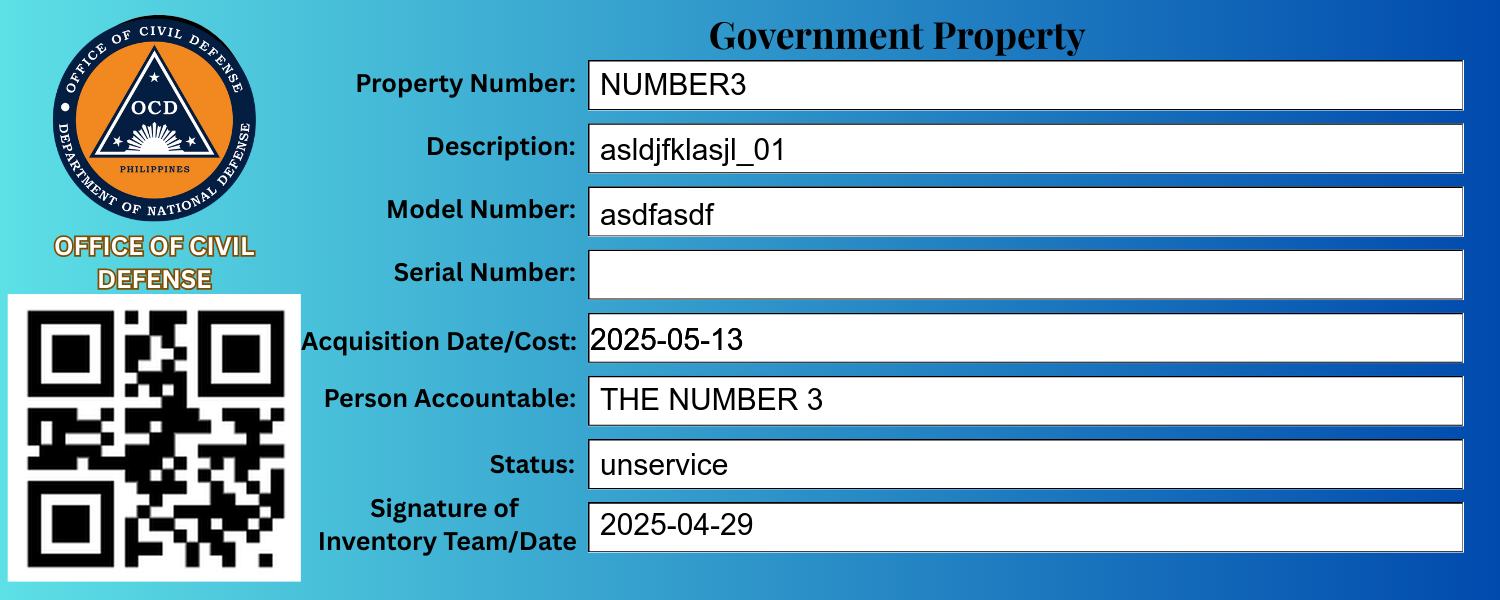 OFFICE OF CIVIL DEFENSE
OCD
PHILIPPINES
DEPARTMENT OF NATIONAL DEFENSE
OFFICE OF CIVIL
DEFENSE
Government Property
Property Number: NUMBER3
Description: asldjfklasjl_01
Model Number: asdfasdf
Serial Number:
Acquisition Date/Cost: 2025-05-13
Person Accountable: THE NUMBER 3
Status: unservice
Signature of
Inventory Team/Date 2025-04-29